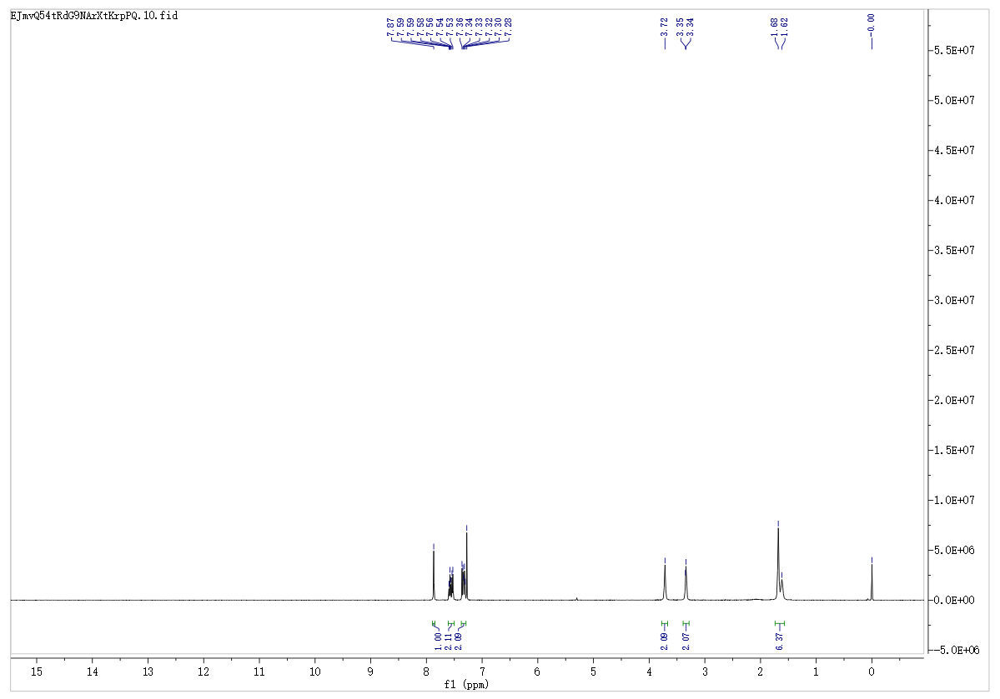 EJmvQ54tRdG9NArXtKrpPQ.10.fid
7.87
7.59
7.59
7.58
7.56
7.54
7.53
7.36
7.34
7.33
7.32
7.30
7.28
3.72
3.35
3.34
1.68
1.62
-0.00
5.5E+07
5.0E+07
4.5E+07
4.0E+07
3.5E+07
3.0E+07
2.5E+07
2.0E+07
1.5E+07
1.0E+07
5.0E+06
0.0E+00
-5.0E+06
1.00
2.11
2.09
2.09
2.07
6.37
15 14 13 12 11 10 9 8 7 6 5 4 3 2 1 0
f1 (ppm)